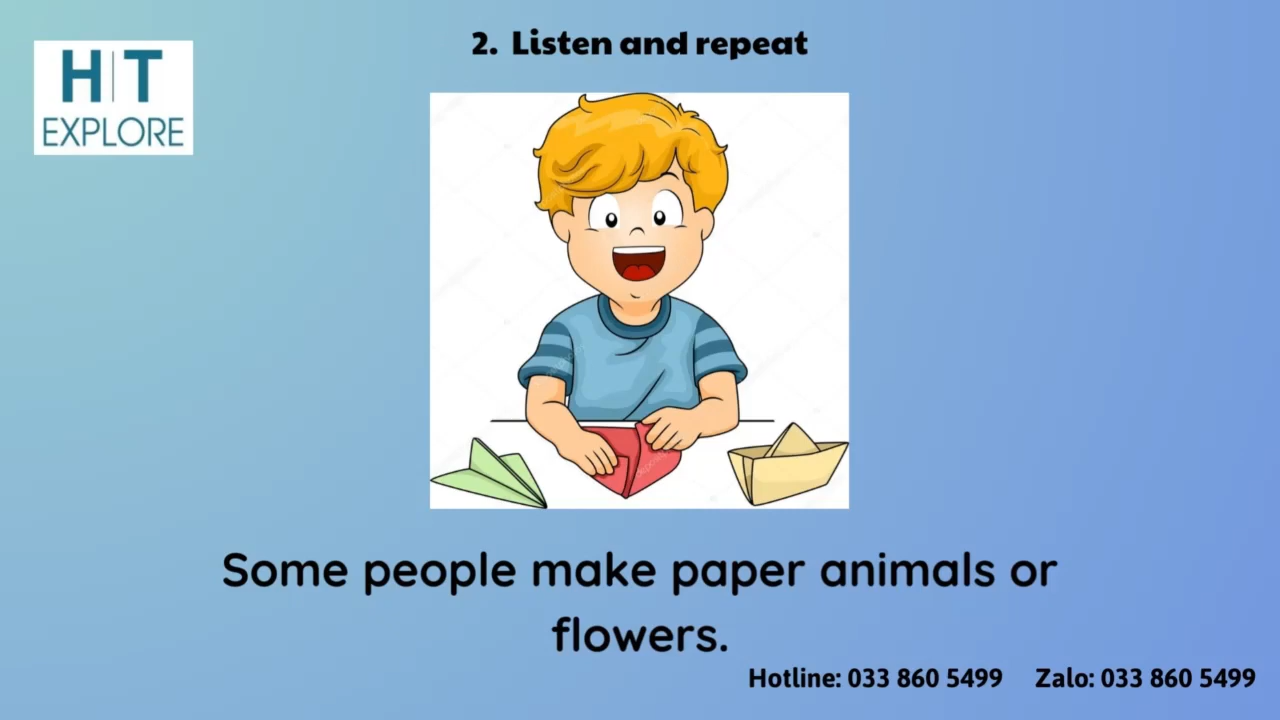 2. Listen and repeat
H|T
EXPLORE
Some people make paper animals or
flowers.
Hotline: 033 860 5499 Zalo: 033 860 5499